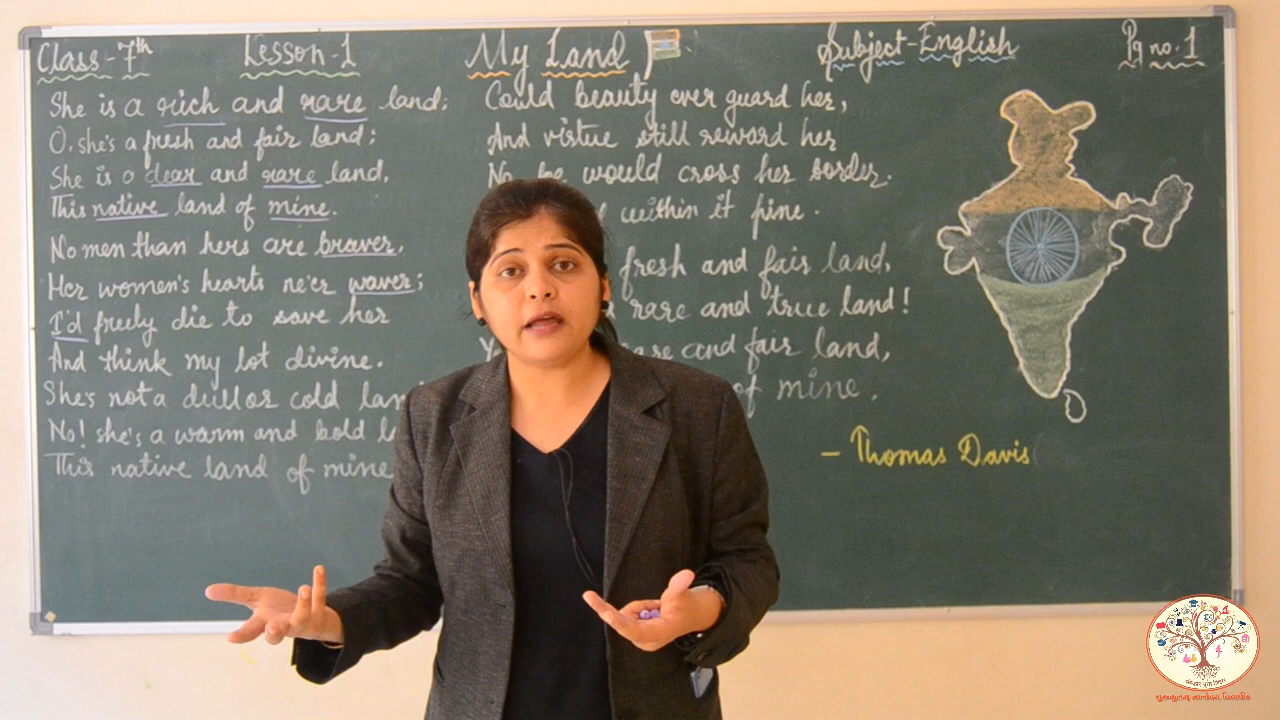 Class-7th
Lesson-1
My Land
Subject-English
Pg no. 1
She is a rich and rare land;
O, she's a fresh and fair land;
She is a dear and rare land,
This native land of mine.
No men than hers are braver,
Her women's hearts ne'er waver;
I'd freely die to save her
And think my lot divine.
She's not a dull or cold
No! she's a warm and bold
This native land of mine
Could beauty ever guard her,
And virtue still reward her
No would cross her border.
within it pine.
fresh and fair land,
rare and true land!
and fair land,
of mine.
– Thomas Davis